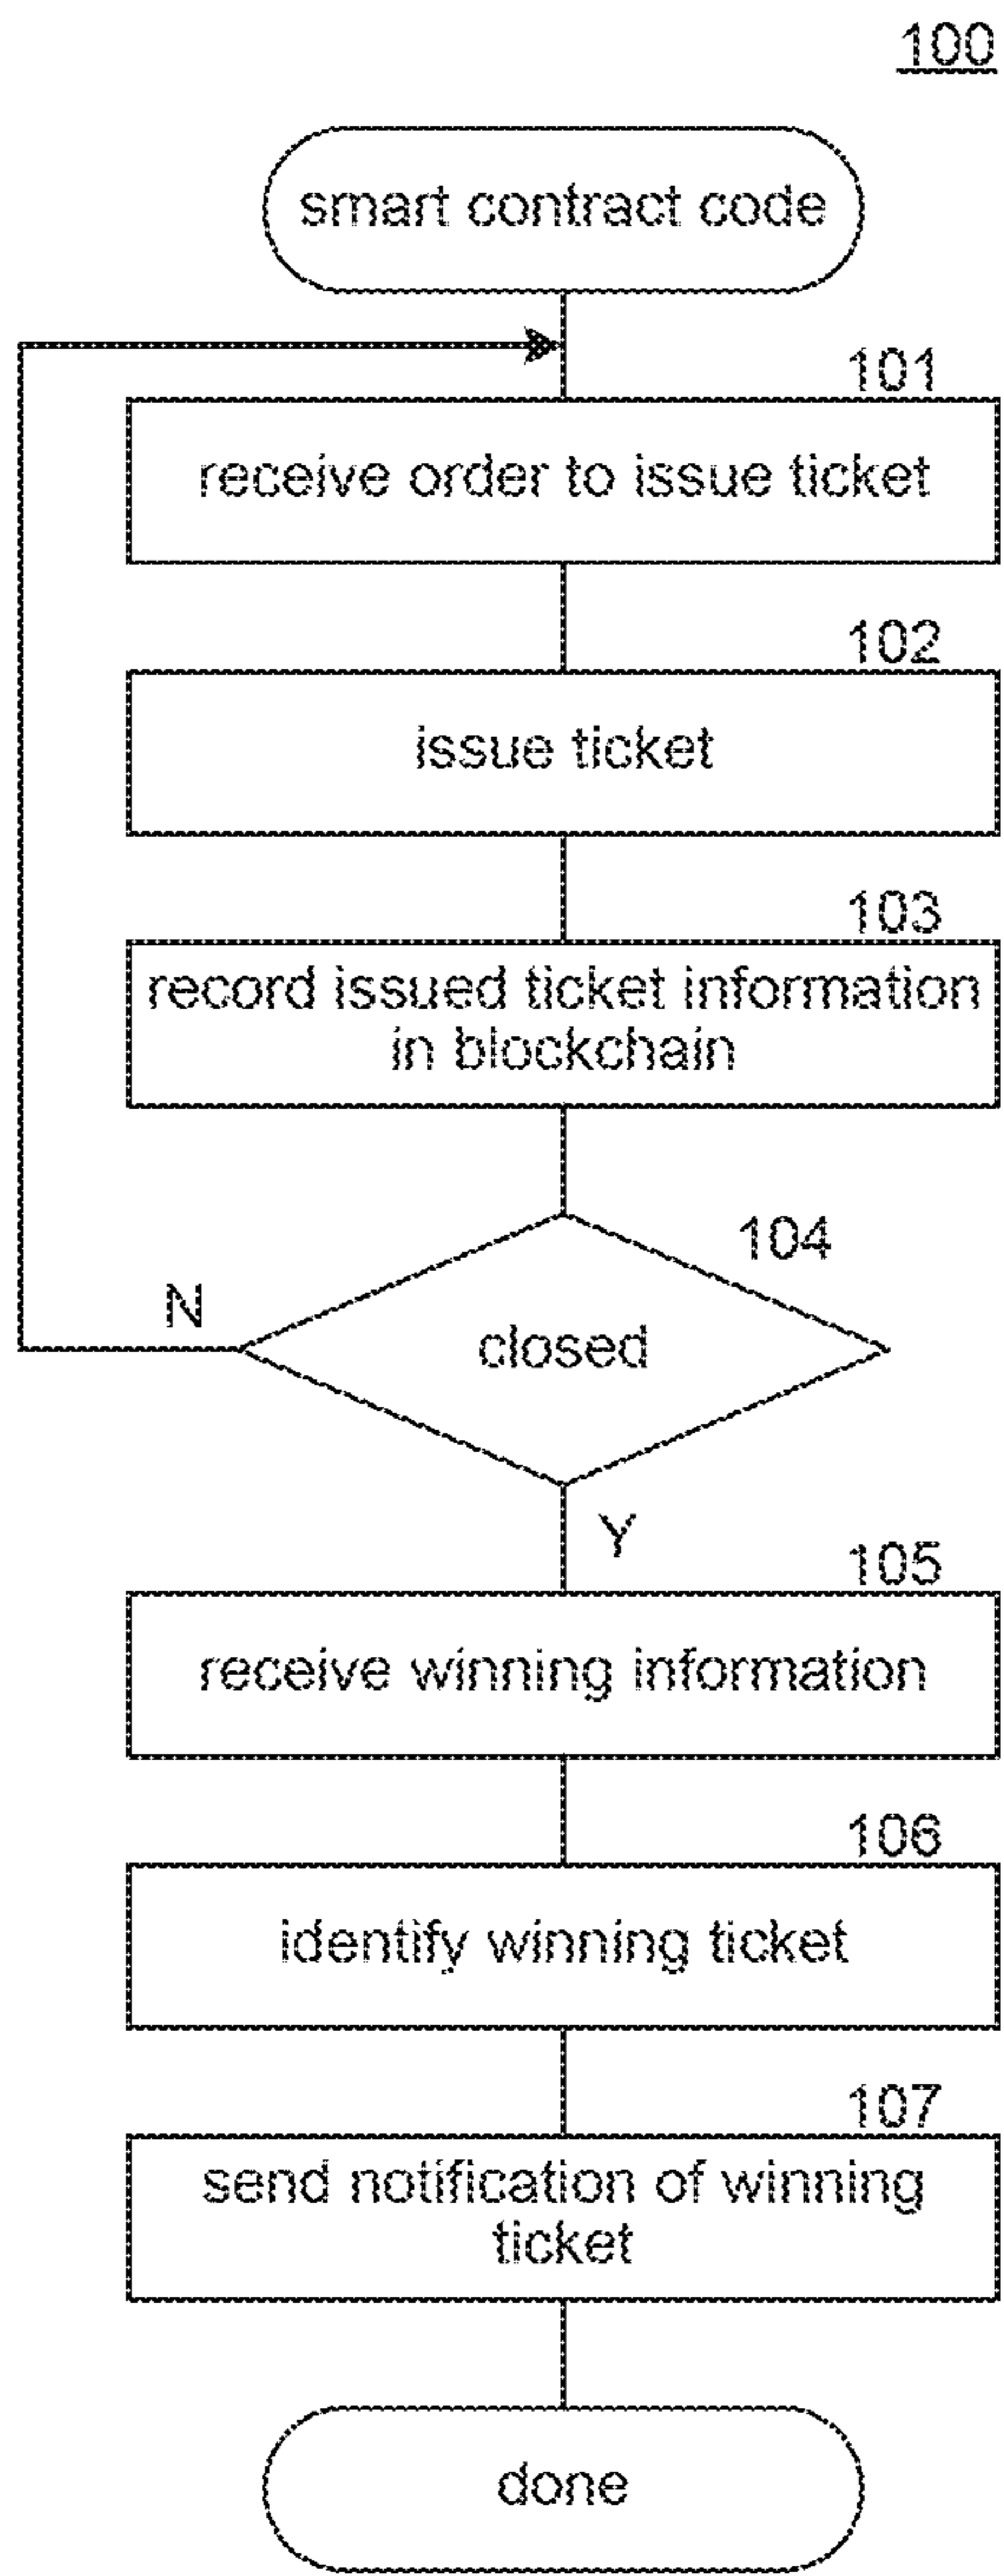 100
smart contract code
101
receive order to issue ticket
102
issue ticket
103
record issued ticket information
in blockchain
104
closed
N
Y
105
receive winning information
106
identify winning ticket
107
send notification of winning
ticket
done